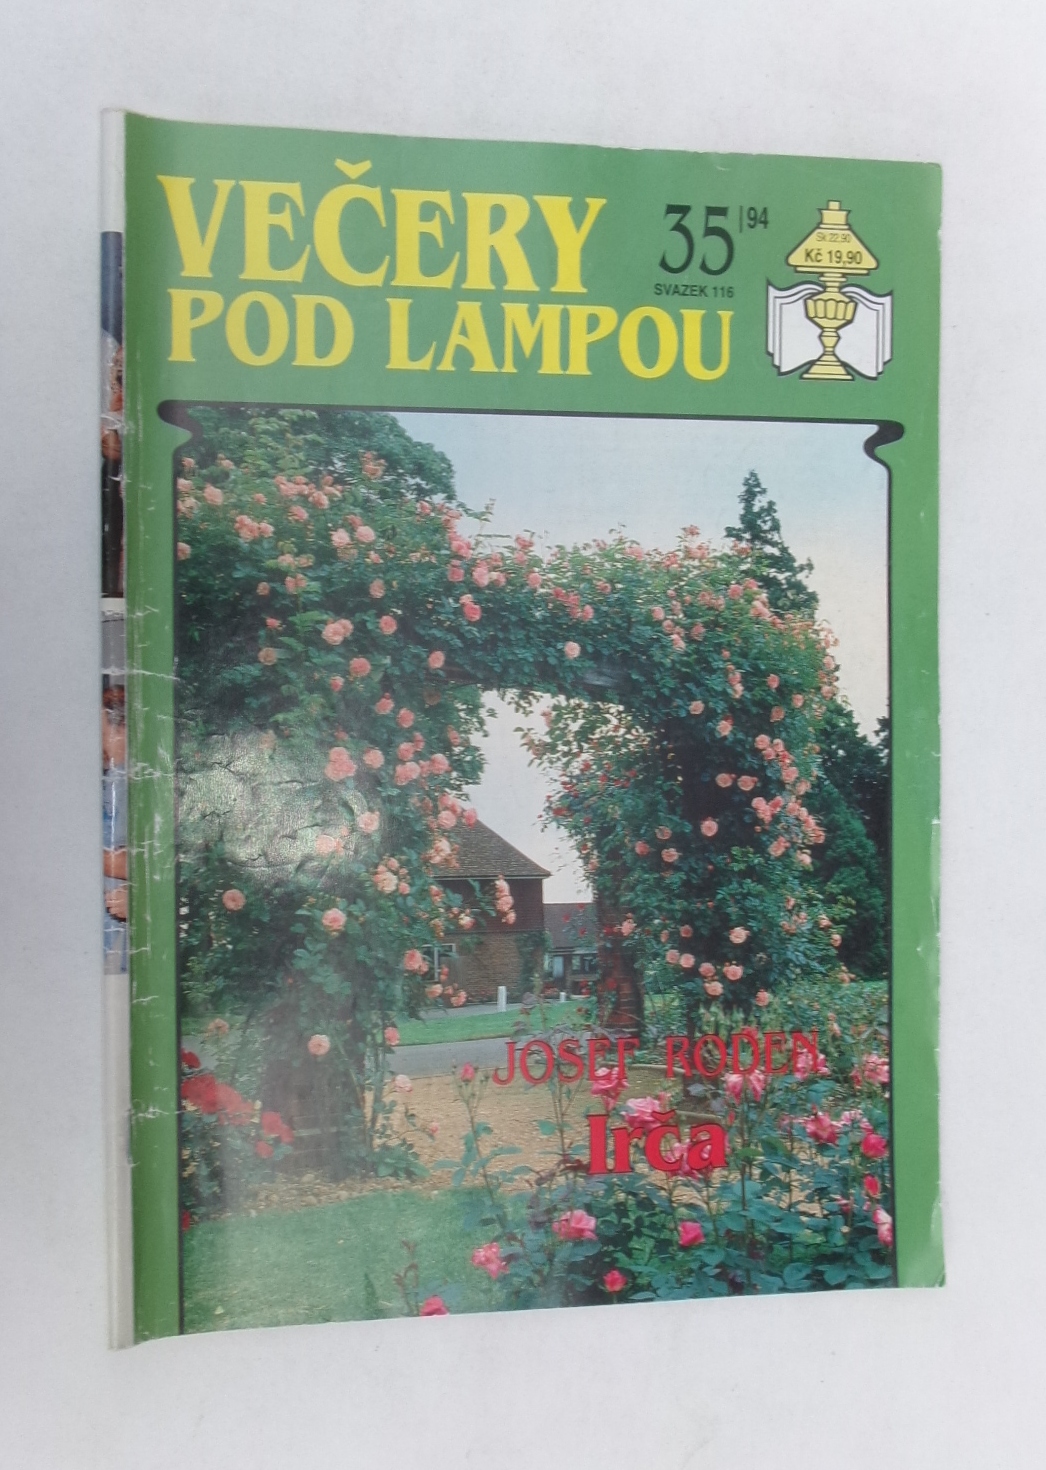 VEČERY
POD LAMPOU
35 | 94
SVAZEK 116
Sk 22,90
Kč 19,90
JOSEF RODEN
Irča